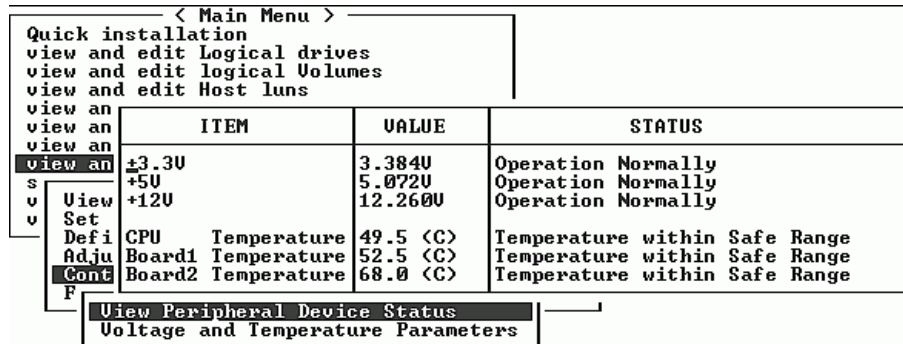 < Main Menu >
Quick installation
view and edit Logical drives
view and edit logical Volumes
view and edit Host luns
view an
view an
view an
view an
s
v
v
ITEM VALUE STATUS
+3.3V 3.384V Operation Normally
+5V 5.072V Operation Normally
+12V 12.260V Operation Normally
CPU Temperature 49.5 (C) Temperature within Safe Range
Board1 Temperature 52.5 (C) Temperature within Safe Range
Board2 Temperature 68.0 (C) Temperature within Safe Range
View
Set
Defi
Adju
Cont
F
View Peripheral Device Status
Voltage and Temperature Parameters